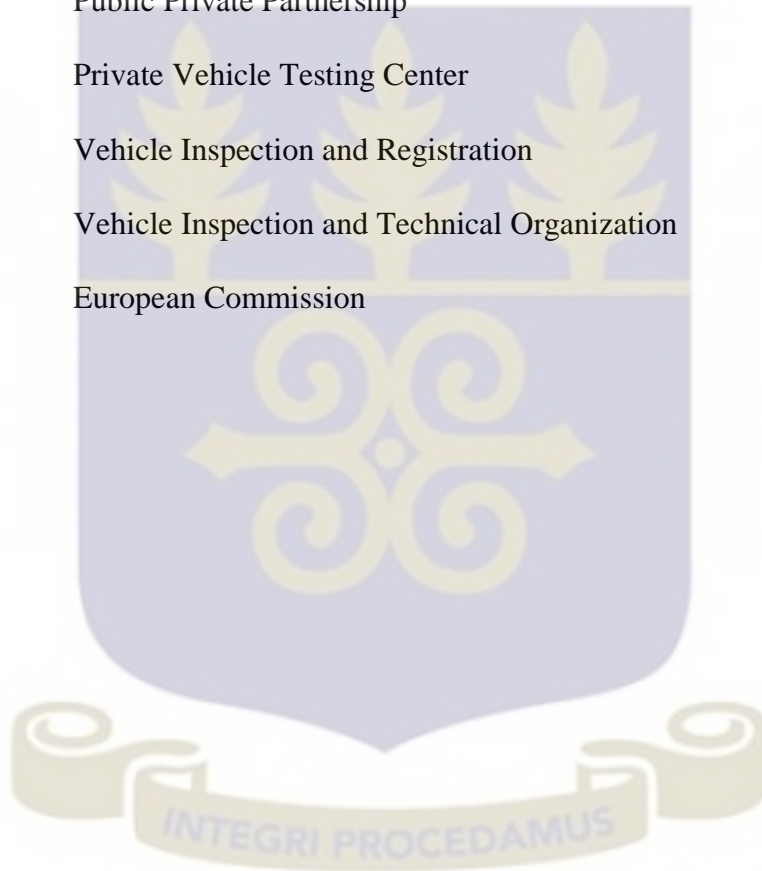 Public Private Partnership
Private Vehicle Testing Center
Vehicle Inspection and Registration
Vehicle Inspection and Technical Organization
European Commission
INTEGRI PROCEDAMUS